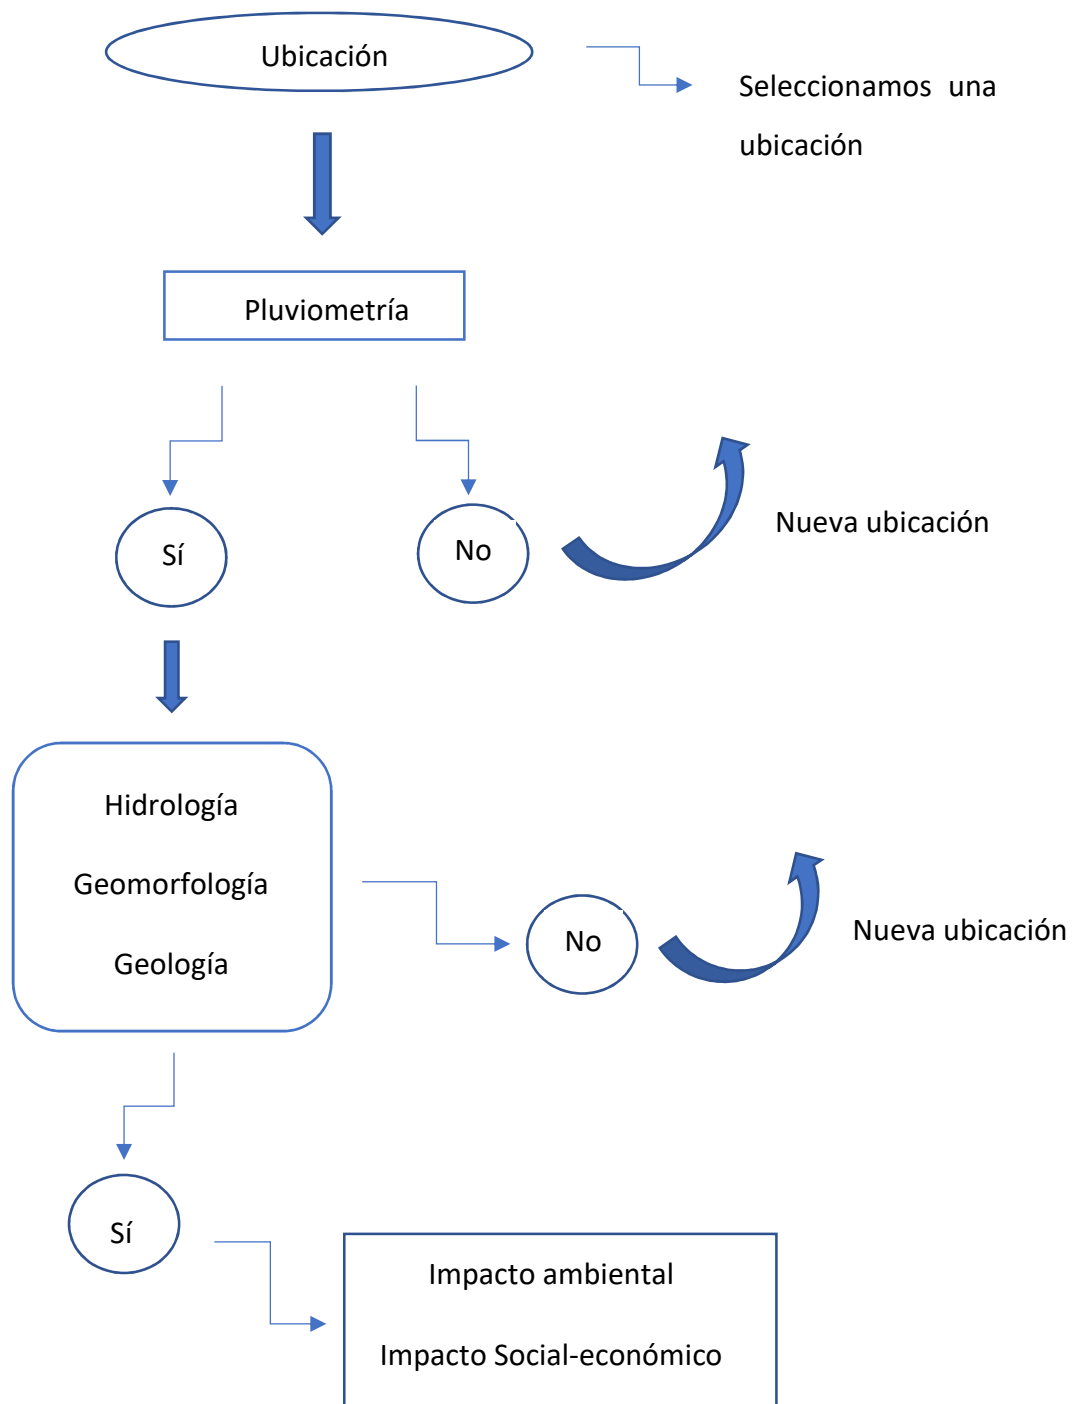 Ubicación
Seleccionamos una
ubicación
Pluviometría
Sí
No
Nueva ubicación
Hidrología
Geomorfología
Geología
No
Nueva ubicación
Sí
Impacto ambiental
Impacto Social-económico